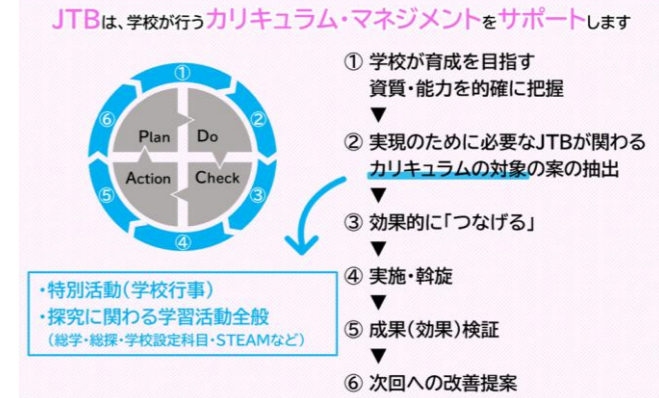 JTBは、学校が行うカリキュラム・マネジメントをサポートします
① 学校が育成を目指す
資質・能力を的確に把握
▼
② 実現のために必要なJTBが関わる
カリキュラムの対象の案の抽出
▼
③ 効果的に「つなげる」
▼
④ 実施・斡旋
▼
⑤ 成果(効果)検証
▼
⑥ 次回への改善提案
①
⑥
②
Plan
Do
Action
Check
⑤
③
④
・特別活動(学校行事)
・探究に関わる学習活動全般
(総学・総探・学校設定科目・STEAMなど)